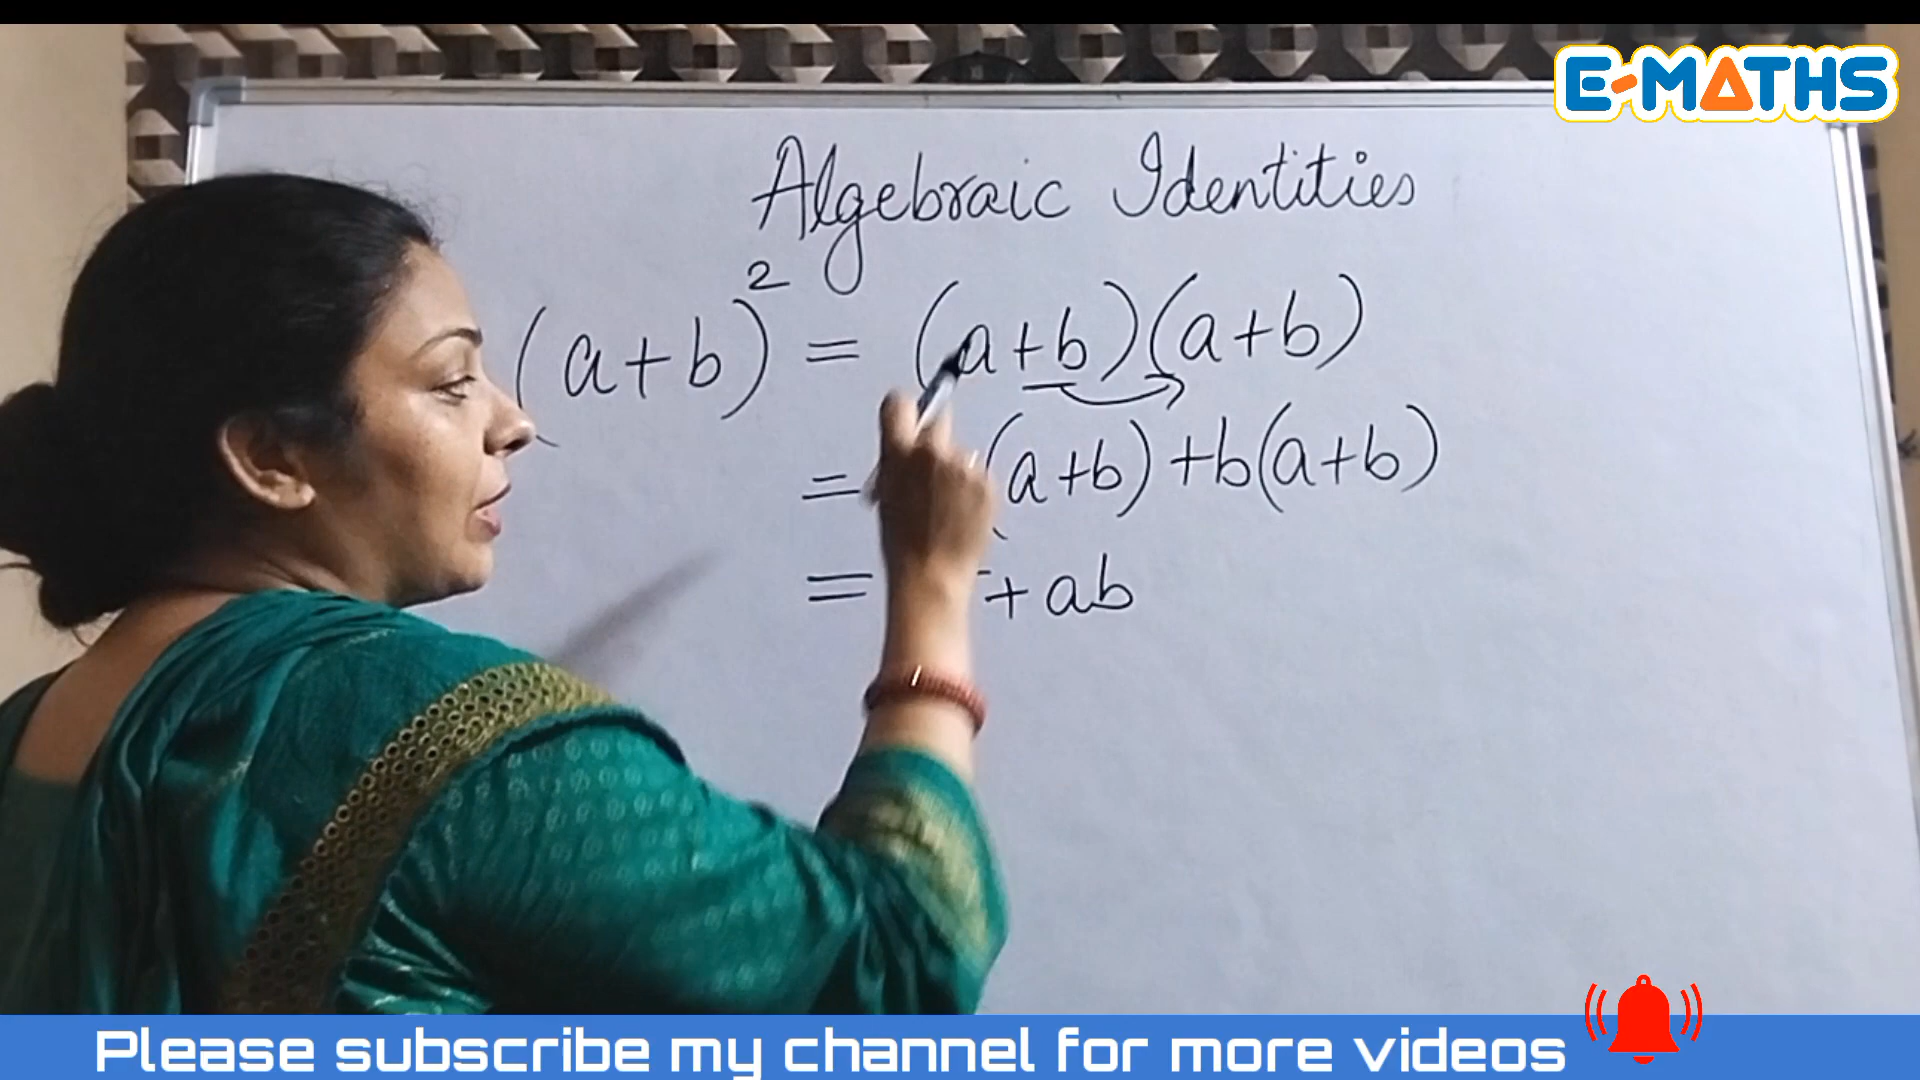 E-MATHS
Algebraic Identities
(a+b)² = (a+b)(a+b)
= (a+b)+b(a+b)
= +ab
Please subscribe my channel for more videos